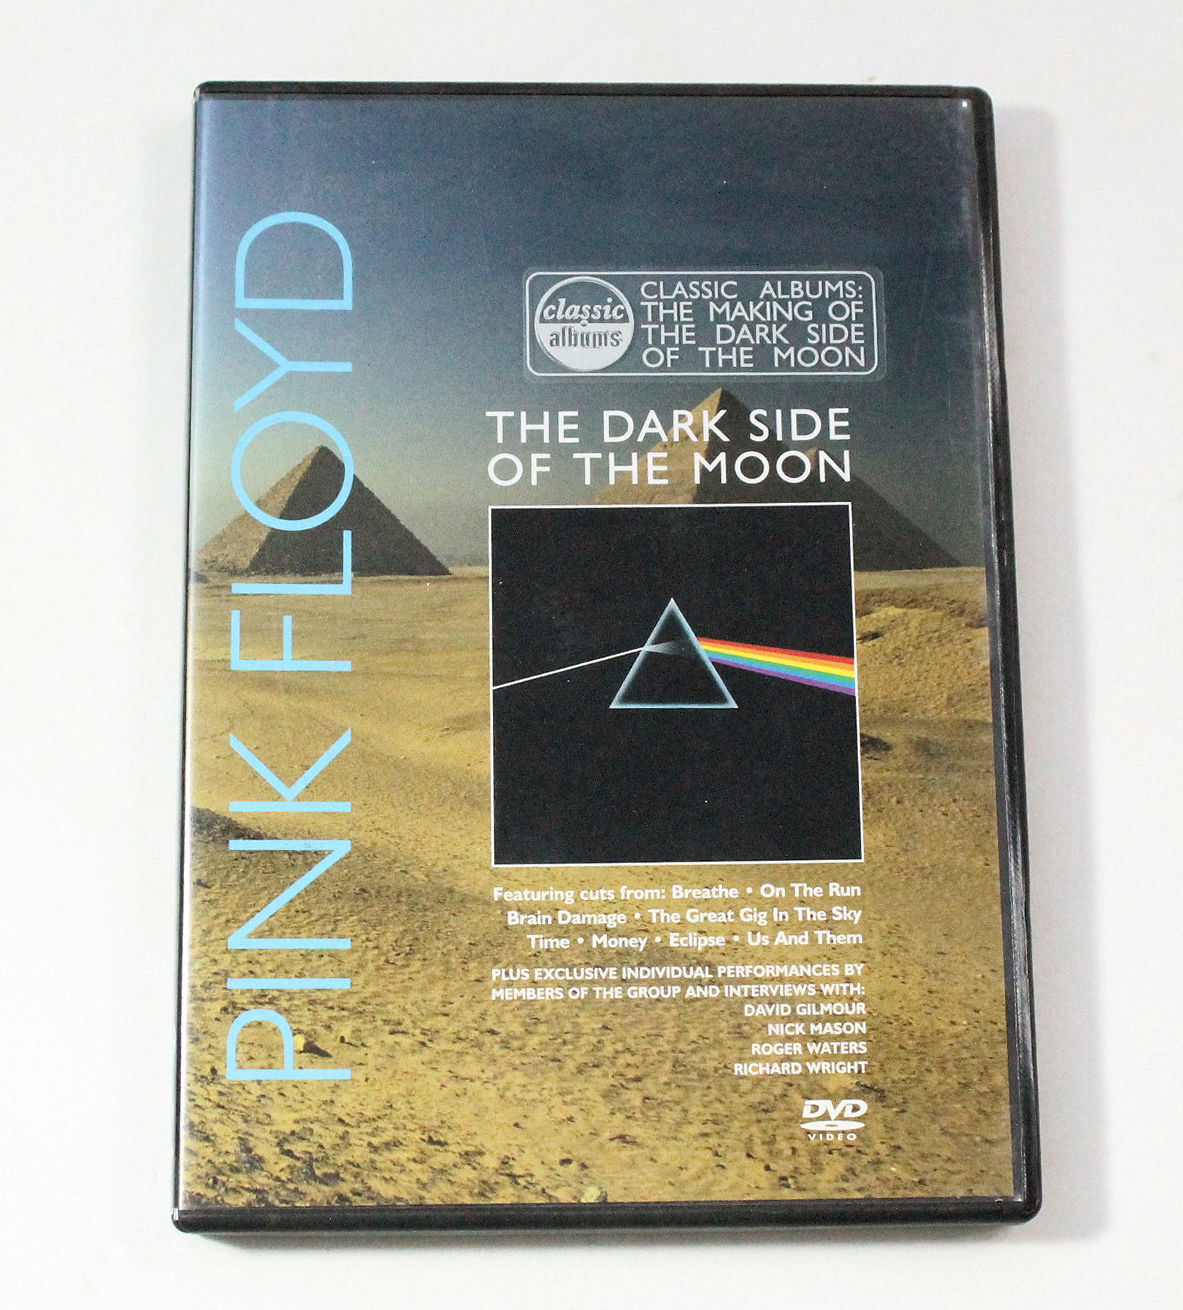 PINK FLOYD
classic
albums
CLASSIC ALBUMS:
THE MAKING OF
THE DARK SIDE
OF THE MOON
THE DARK SIDE
OF THE MOON
Featuring cuts from: Breathe • On The Run
Brain Damage • The Great Gig In The Sky
Time • Money • Eclipse • Us And Them
PLUS EXCLUSIVE INDIVIDUAL PERFORMANCES BY
MEMBERS OF THE GROUP AND INTERVIEWS WITH:
DAVID GILMOUR
NICK MASON
ROGER WATERS
RICHARD WRIGHT
DVD
VIDEO